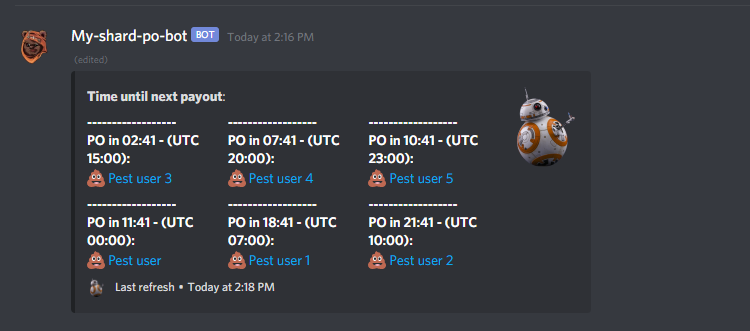 My-shard-po-bot BOT Today at 2:16 PM
(edited)
Time until next payout:
------------------
PO in 02:41 - (UTC
15:00):
Pest user 3
------------------
PO in 07:41 - (UTC
20:00):
Pest user 4
------------------
PO in 10:41 - (UTC
23:00):
Pest user 5
------------------
PO in 11:41 - (UTC
00:00):
Pest user
------------------
PO in 18:41 - (UTC
07:00):
Pest user 1
------------------
PO in 21:41 - (UTC
10:00):
Pest user 2
Last refresh • Today at 2:18 PM